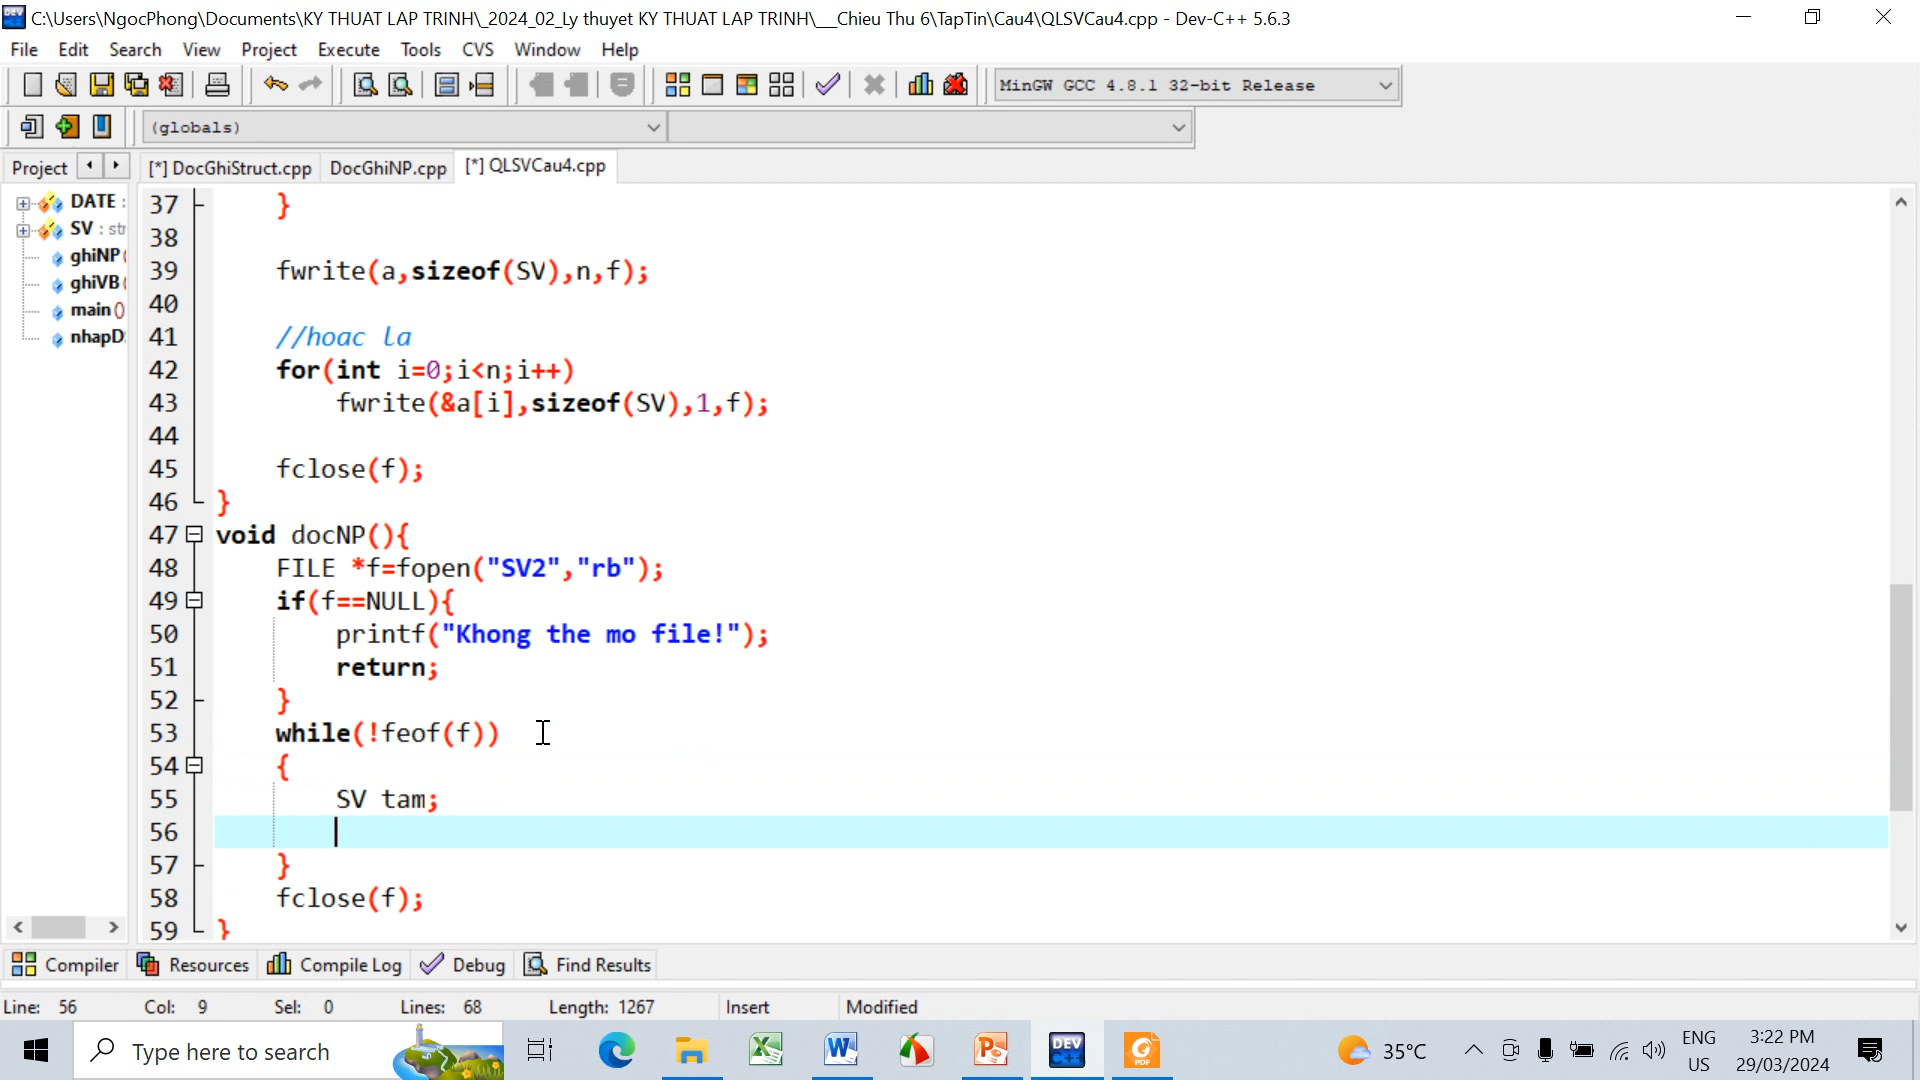 C:\Users\NgocPhong\Documents\KY THUAT LAP TRINH\_2024_02_Ly thuyet KY THUAT LAP TRINH\__Chieu Thu 6\TapTin\Cau4\QLSVCau4.cpp - Dev-C++ 5.6.3
File Edit Search View Project Execute Tools CVS Window Help
MinGW GCC 4.8.1 32-bit Release
(globals)
Project [*] DocGhiStruct.cpp DocGhiNP.cpp [*] QLSVCau4.cpp
DATE :
SV : str
ghiNP(
ghiVB(
main ()
nhapD
37 }
38
39 fwrite(a,sizeof(SV),n,f);
40
41 //hoac la
42 for(int i=0;i<n;i++)
43 fwrite(&a[i],sizeof(SV),1,f);
44
45 fclose(f);
46 }
47 void docNP(){
48 FILE *f=fopen("SV2","rb");
49 if(f==NULL){
50 printf("Khong the mo file!");
51 return;
52 }
53 while(!feof(f))
54 {
55 SV tam;
56
57 }
58 fclose(f);
59 }
Compiler Resources Compile Log Debug Find Results
Line: 56 Col: 9 Sel: 0 Lines: 68 Length: 1267 Insert Modified
Type here to search
35°C
ENG
US
3:22 PM
29/03/2024